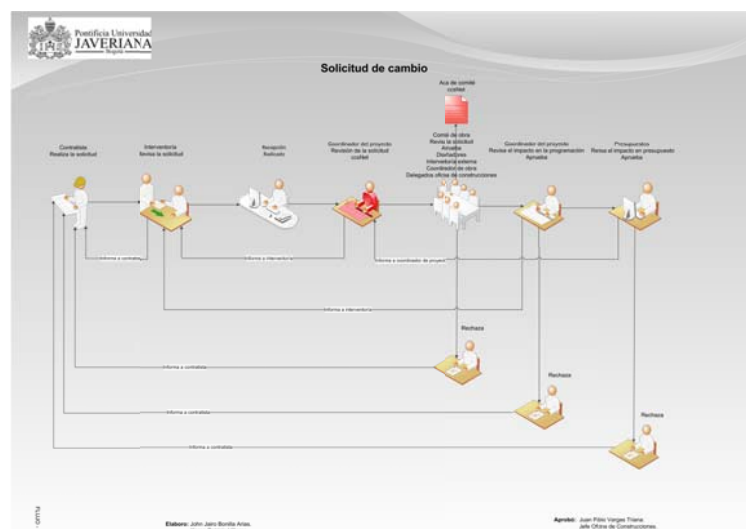 Pontificia Universidad
JAVERIANA
Bogotá
Solicitud de cambio
Aca de comité
Contratista
Realiza la solicitud
Interventoría
Revisa la solicitud
Recepción
Coordinador del proyecto
Revisión de la solicitud
Comité de obra
Revisa la solicitud
Aprueba
Diseñadores
Interventoría externa
Coordinador de obra
Delegados oficina de construcciones
Coordinador del proyecto
Revisa el impacto en la programación
Aprueba
Presupuestos
Revisa el impacto en presupuesto
Aprueba
Informa a contratista
Informa a interventoría
Informa a coordinador de proyecto
Informa a interventoría
Rechaza
Informa a contratista
Rechaza
Informa a contratista
Rechaza
Informa a contratista
Elaboro: John Jairo Bonilla Arias.
Aprobó: Juan Pablo Vargas Triana.
Jefe Oficina de Construcciones.